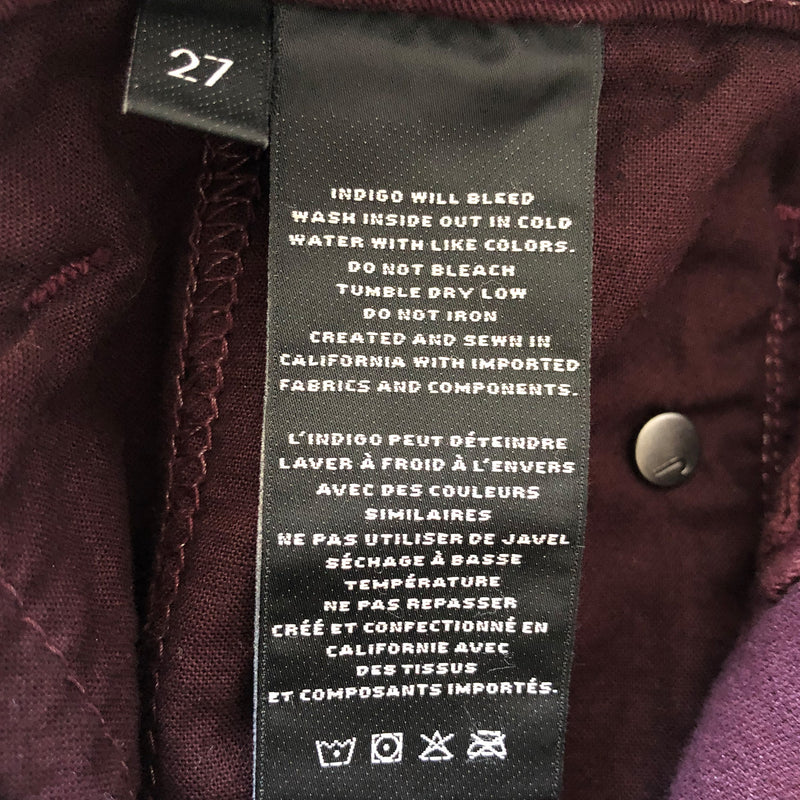 27
INDIGO WILL BLEED
WASH INSIDE OUT IN COLD
WATER WITH LIKE COLORS.
DO NOT BLEACH
TUMBLE DRY LOW
DO NOT IRON
CREATED AND SEWN IN
CALIFORNIA WITH IMPORTED
FABRICS AND COMPONENTS.
L'INDIGO PEUT DÉTEINDRE
LAVER À FROID À L'ENVERS
AVEC DES COULEURS
SIMILAIRES
NE PAS UTILISER DE JAVEL
SÉCHAGE À BASSE
TEMPÉRATURE
NE PAS REPASSER
CRÉÉ ET CONFECTIONNÉ EN
CALIFORNIE AVEC
DES TISSUS
ET COMPOSANTS IMPORTÉS.